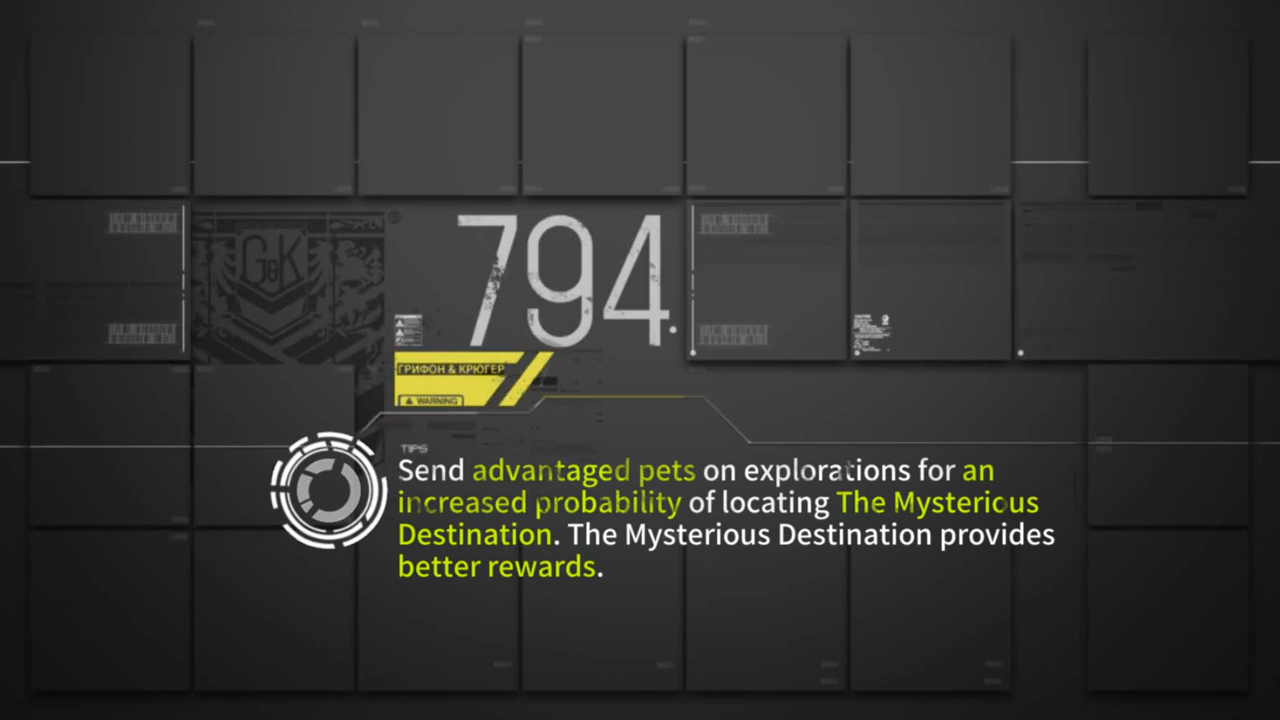 G&K
794.
ГРИФОН & КРЮГЕР
WARNING
TIPS
Send advantaged pets on explorations for an
increased probability of locating The Mysterious
Destination. The Mysterious Destination provides
better rewards.